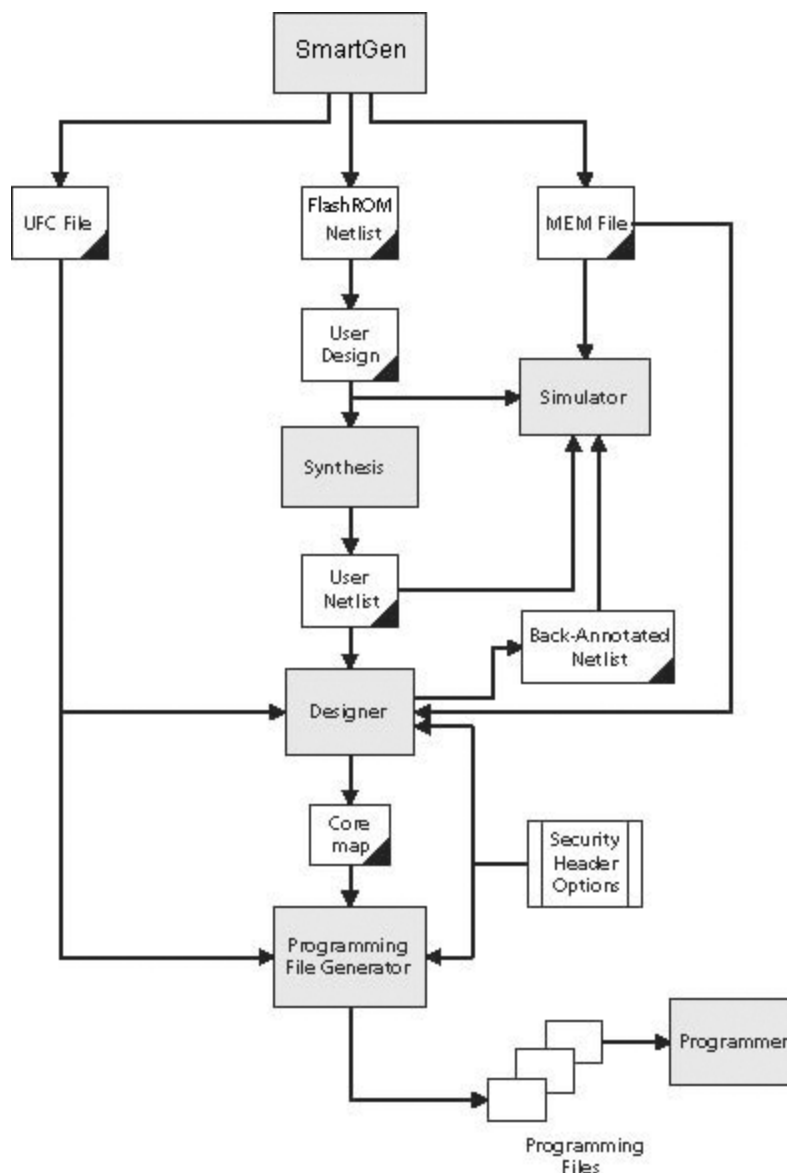 SmartGen
UFC File
FlashROM
Netlist
MEM File
User
Design
Simulator
Synthesis
User
Netlist
Back-Annotated
Netlist
Designer
Core
map
Security
Header
Options
Programming
File Generator
Programmer
Programming
Files